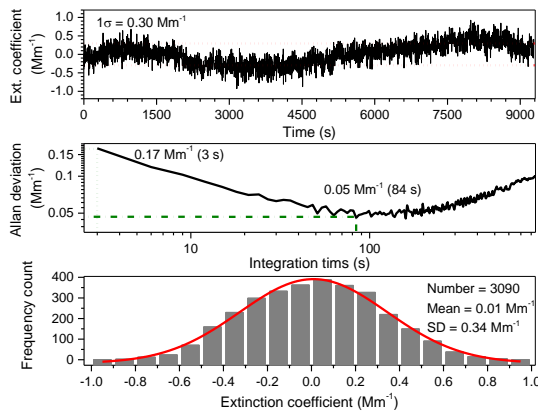 1σ = 0.30 Mm⁻¹
Ext. coefficient
(Mm⁻¹)
1.0
0.5
0.0
-0.5
-1.0
0 1500 3000 4500 6000 7500 9000
Time (s)
Allan deviation
(Mm⁻¹)
0.15
0.05
0.17 Mm⁻¹ (3 s)
0.05 Mm⁻¹ (84 s)
10 100
Integration tims (s)
Frequency count
400
300
200
100
0
Number = 3090
Mean = 0.01 Mm⁻¹
SD = 0.34 Mm⁻¹
-1.0 -0.8 -0.6 -0.4 -0.2 0.0 0.2 0.4 0.6 0.8 1.0
Extinction coefficient (Mm⁻¹)